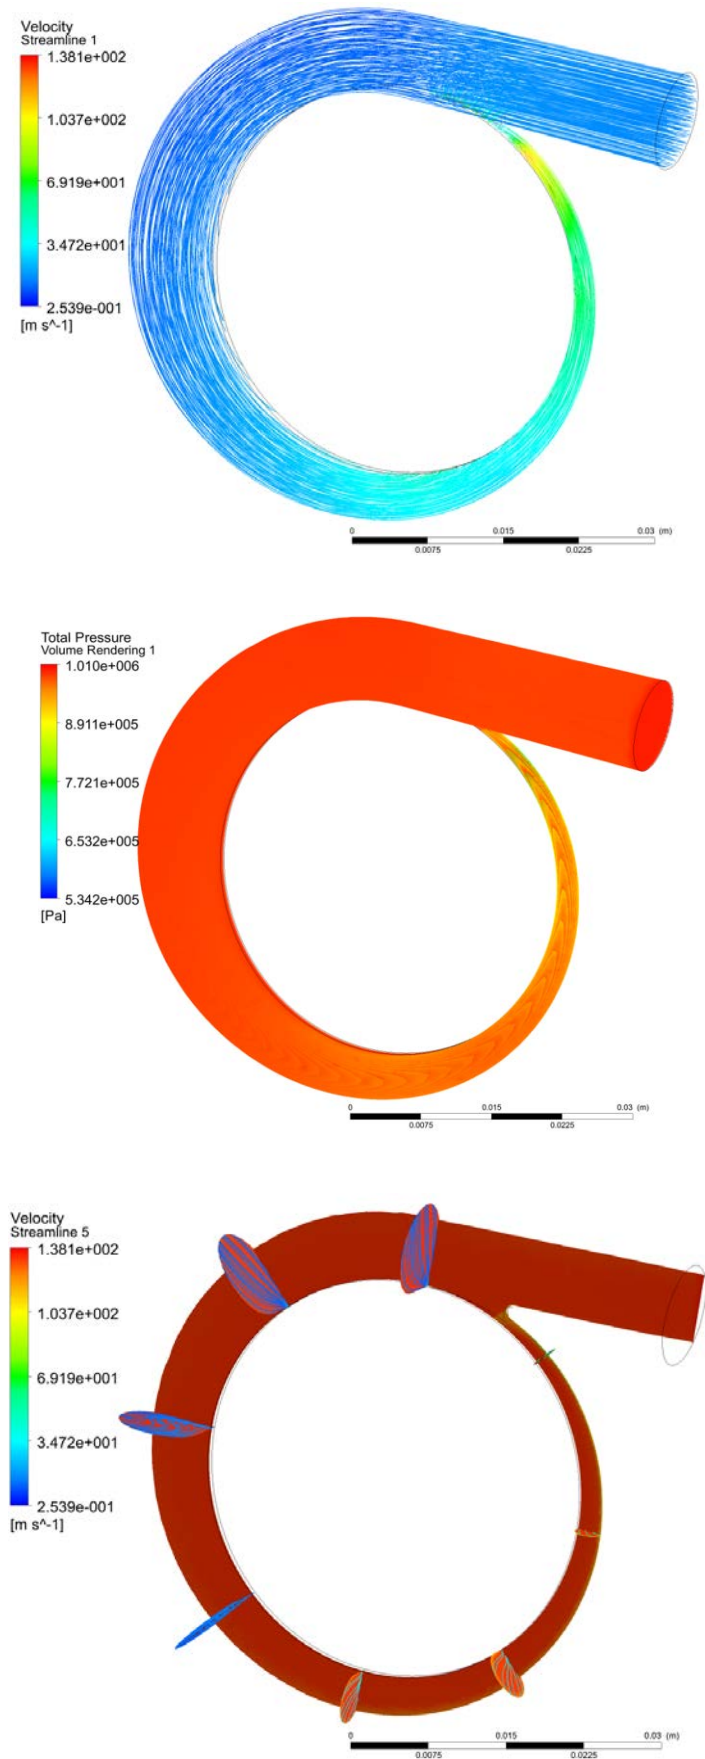 Velocity
Streamline 1
1.381e+002
1.037e+002
6.919e+001
3.472e+001
2.539e-001
[m s^-1]
0 0.015 0.03 (m)
0.0075 0.0225
Total Pressure
Volume Rendering 1
1.010e+006
8.911e+005
7.721e+005
6.532e+005
5.342e+005
[Pa]
0 0.015 0.03 (m)
0.0075 0.0225
Velocity
Streamline 5
1.381e+002
1.037e+002
6.919e+001
3.472e+001
2.539e-001
[m s^-1]
0 0.015 0.03 (m)
0.0075 0.0225